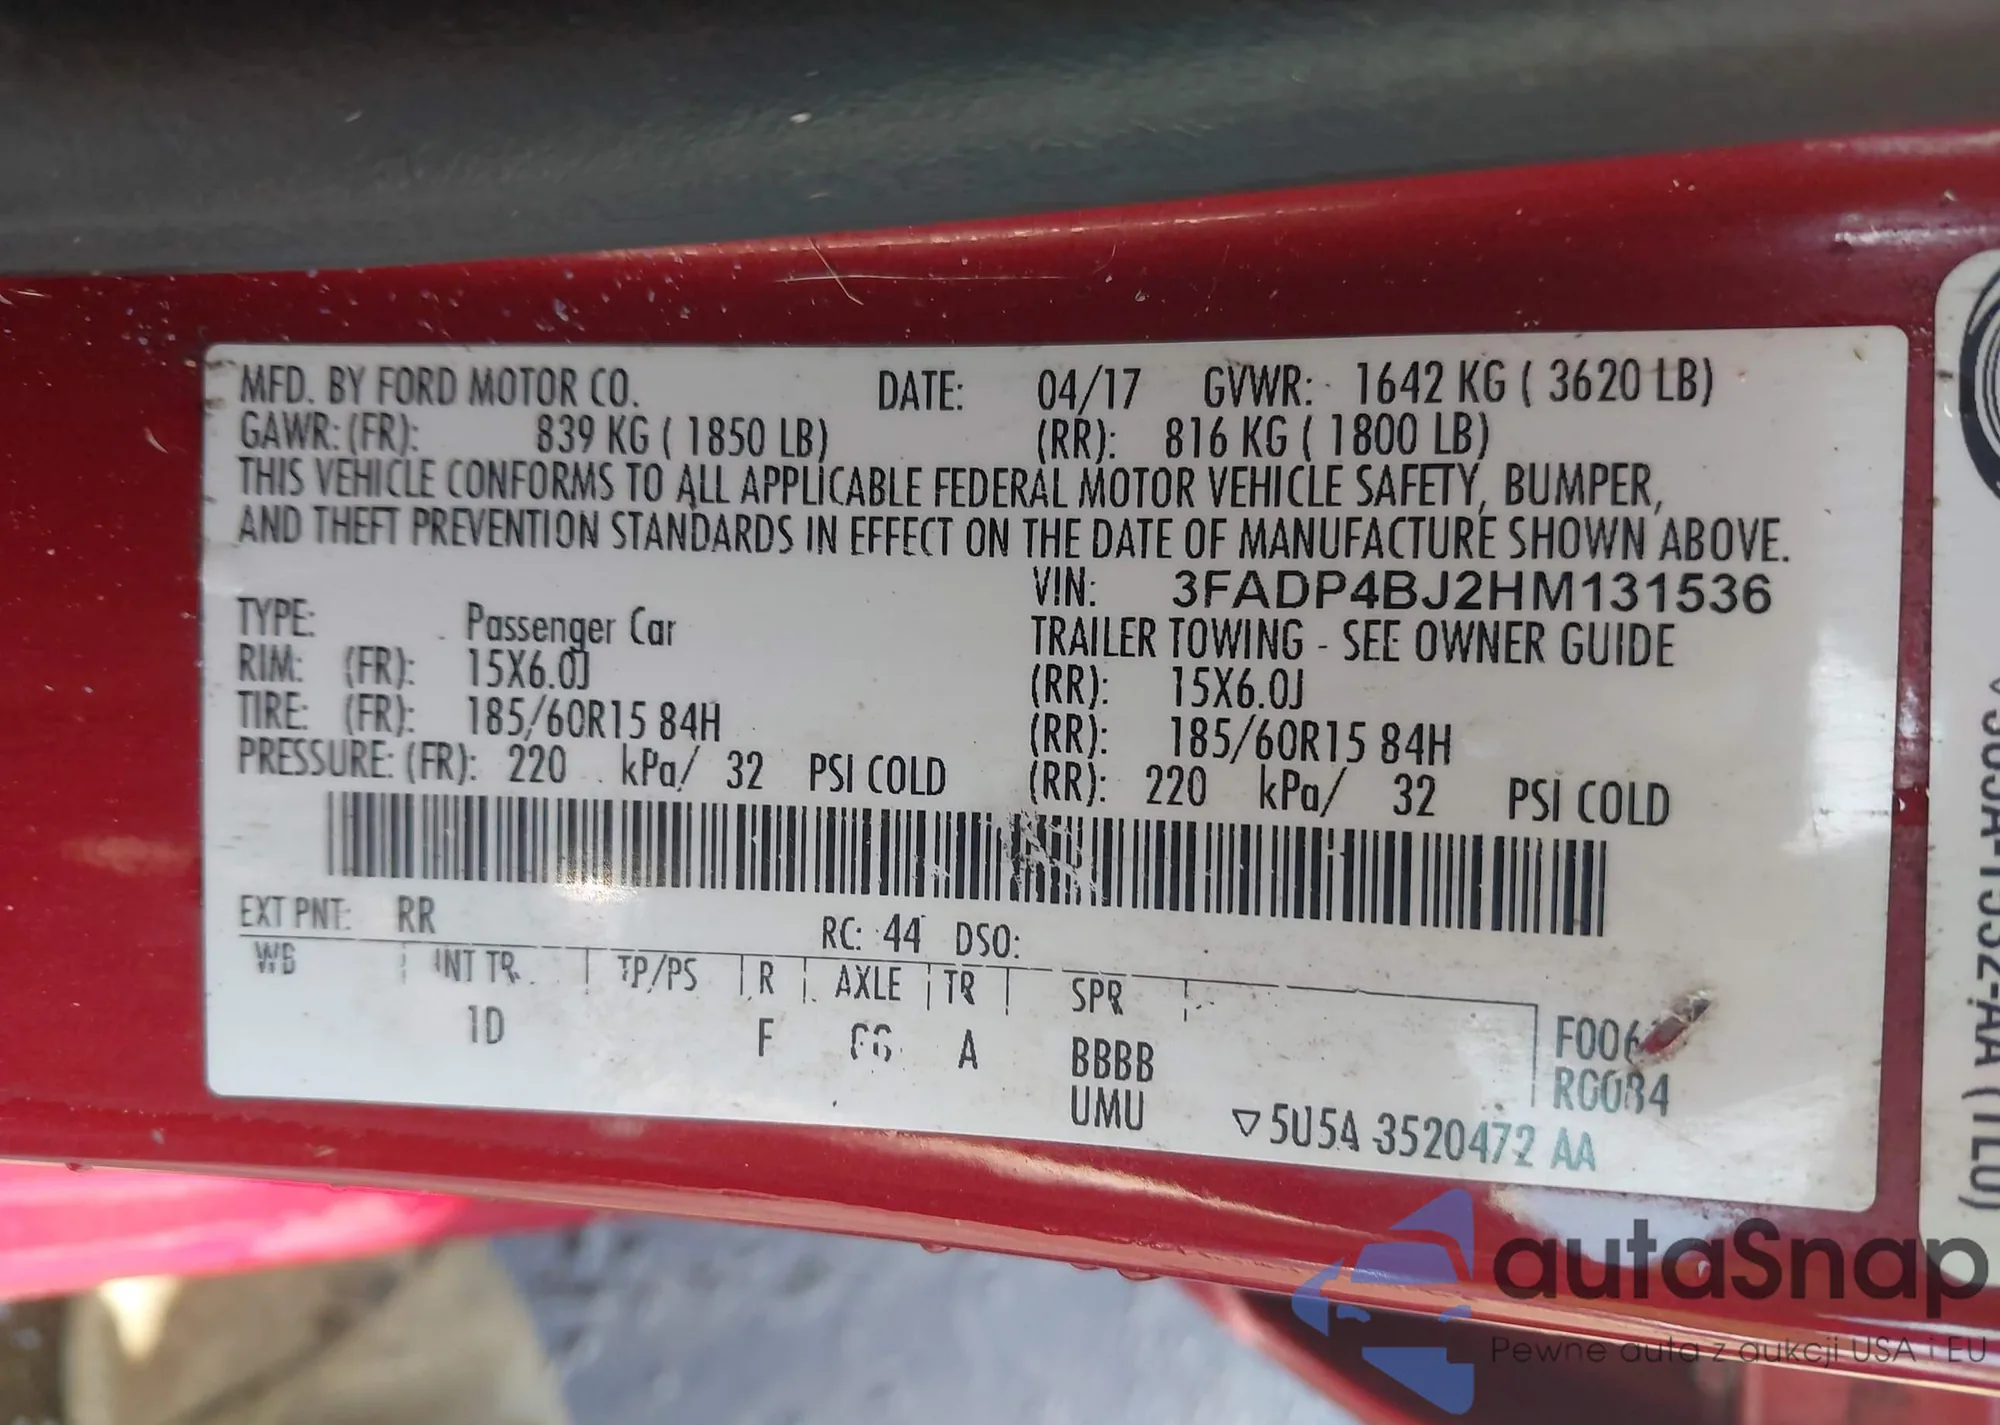 MFD. BY FORD MOTOR CO. DATE: 04/17 GVWR: 1642 KG ( 3620 LB)
GAWR: (FR): 839 KG ( 1850 LB) (RR): 816 KG ( 1800 LB)
THIS VEHICLE CONFORMS TO ALL APPLICABLE FEDERAL MOTOR VEHICLE SAFETY, BUMPER,
AND THEFT PREVENTION STANDARDS IN EFFECT ON THE DATE OF MANUFACTURE SHOWN ABOVE.
VIN: 3FADP4BJ2HM131536
TYPE: Passenger Car TRAILER TOWING - SEE OWNER GUIDE
RIM: (FR): 15X6.0J (RR): 15X6.0J
TIRE: (FR): 185/60R15 84H (RR): 185/60R15 84H
PRESSURE: (FR): 220 kPa/ 32 PSI COLD (RR): 220 kPa/ 32 PSI COLD
EXT PNT: RR RC: 44 DSO:
WB INT TR TP/PS R AXLE TR SPR
1D F A BBBB
UMU
▽5U5A 3520472 AA
autaSnap
Pewne auta z aukcji USA i EU